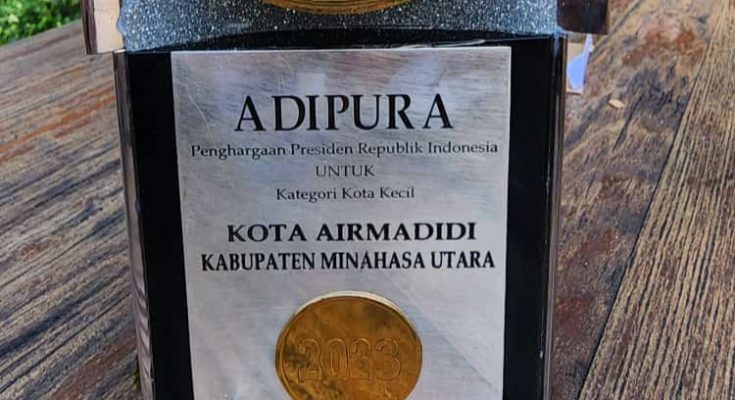 ADIPURA
Penghargaan Presiden Republik Indonesia
UNTUK
Kategori Kota Kecil
KOTA AIRMADIDI
KABUPATEN MINAHASA UTARA
2023